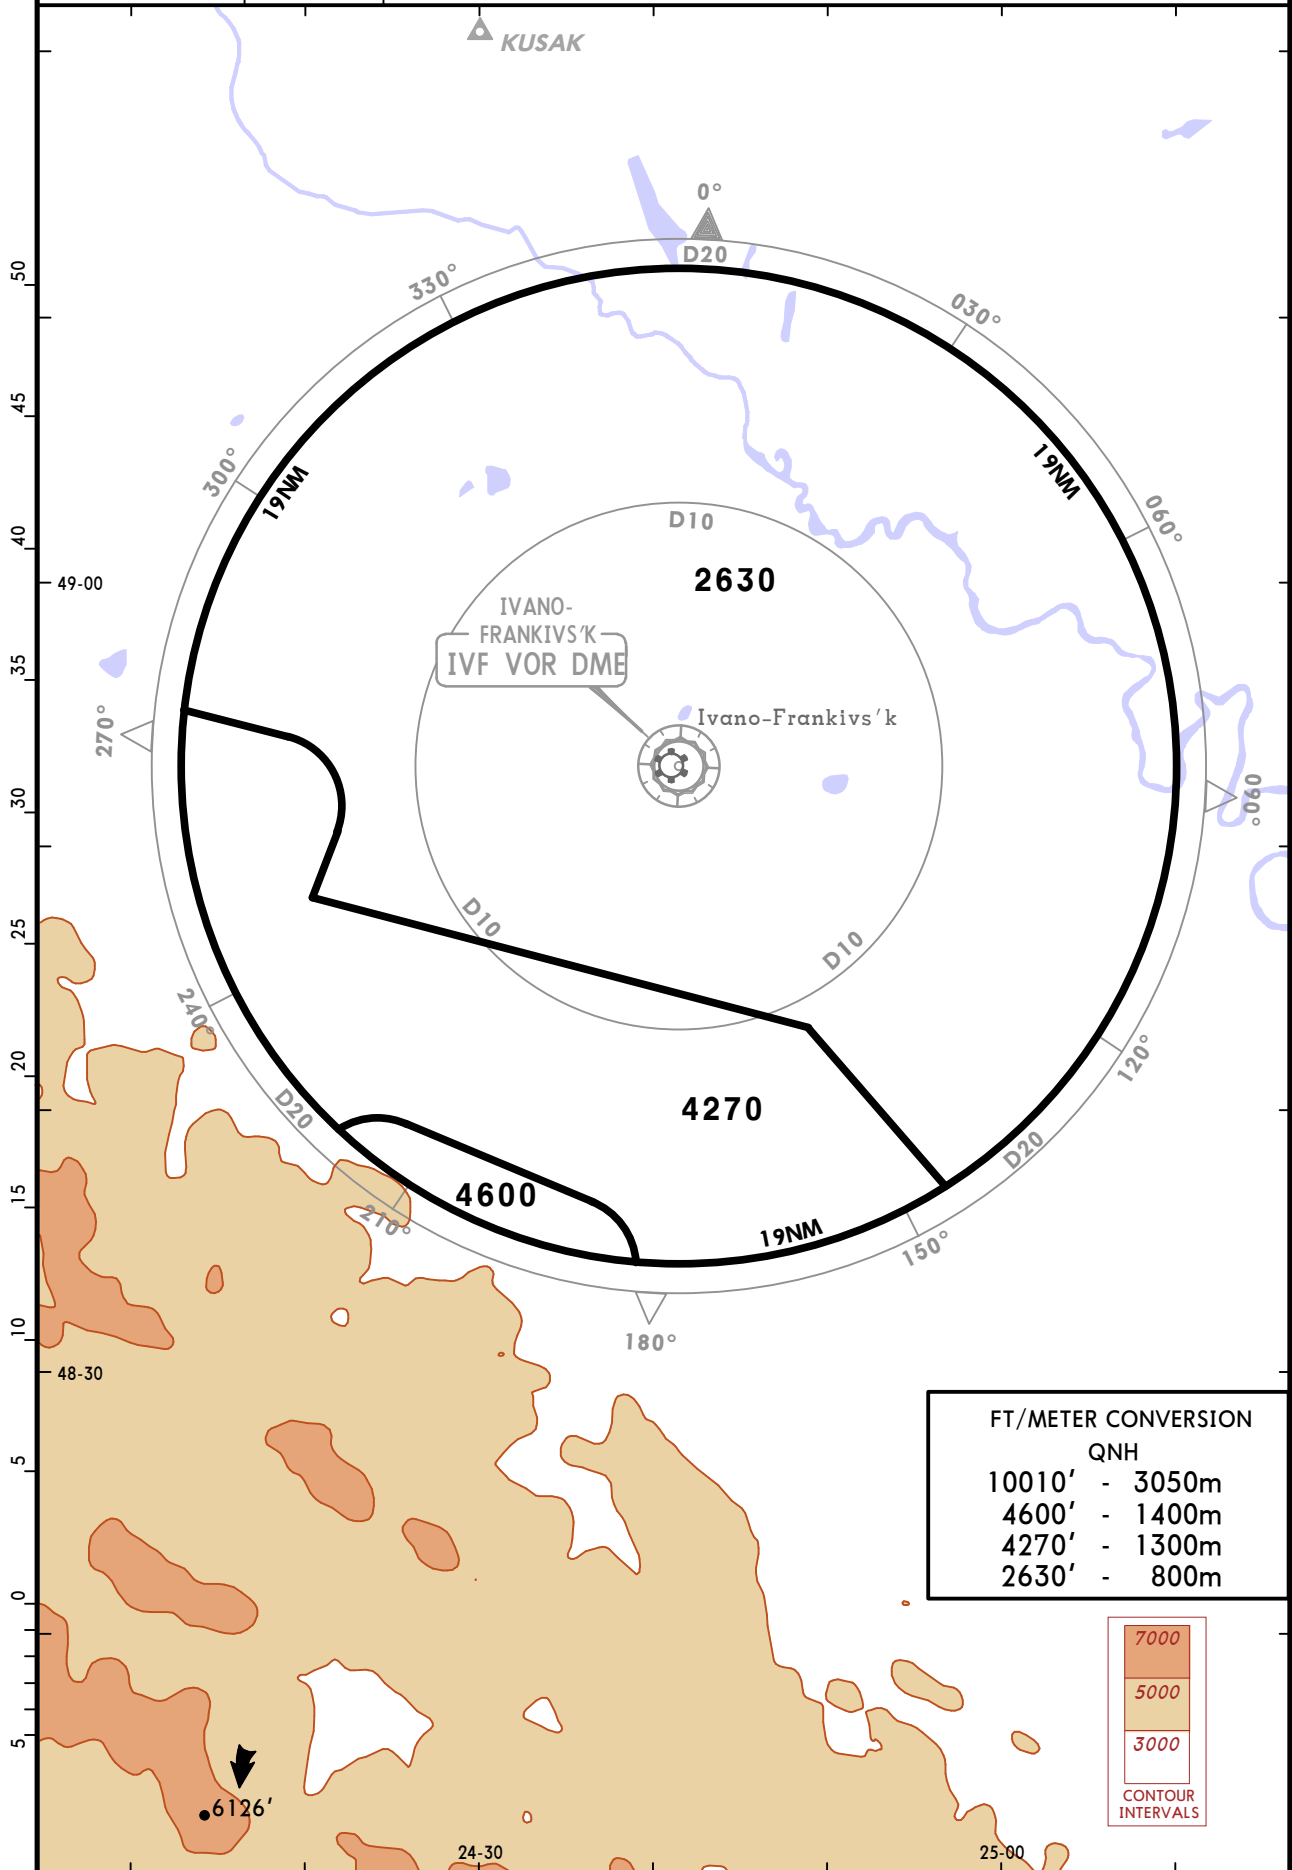 KUSAK
0°
D20
330°
030°
50
45
300°
19NM
19NM
060°
D10
40
49-00
2630
IVANO-
FRANKIVS'K
IVF VOR DME
35
Ivano-Frankivs'k
270°
090°
30
25
D10
D10
240°
20
D20
120°
4270
D20
15
4600
210°
19NM
150°
10
180°
48-30
FT/METER CONVERSION
QNH
10010' - 3050m
4600' - 1400m
4270' - 1300m
2630' - 800m
5
0
7000
5000
3000
CONTOUR
INTERVALS
5
6126'
24-30
25-00